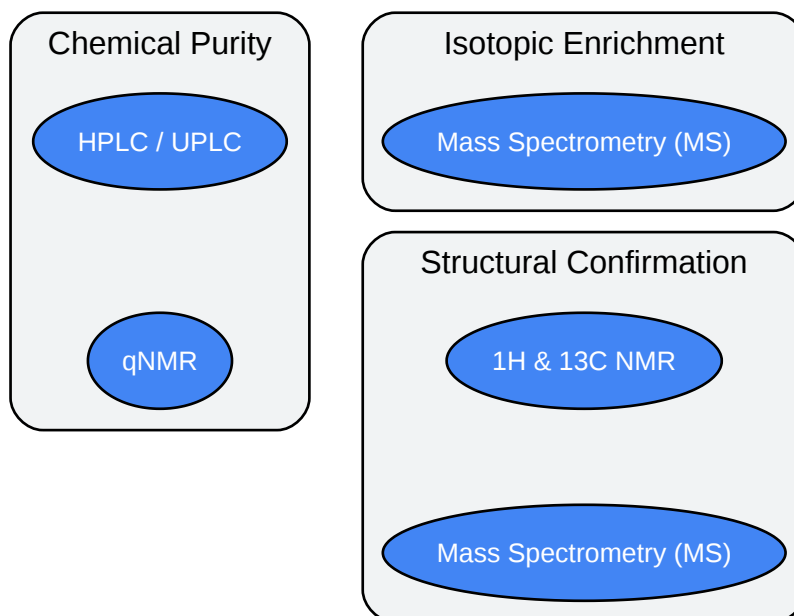 Chemical Purity
HPLC / UPLC
qNMR
Isotopic Enrichment
Mass Spectrometry (MS)
Structural Confirmation
1H & 13C NMR
Mass Spectrometry (MS)